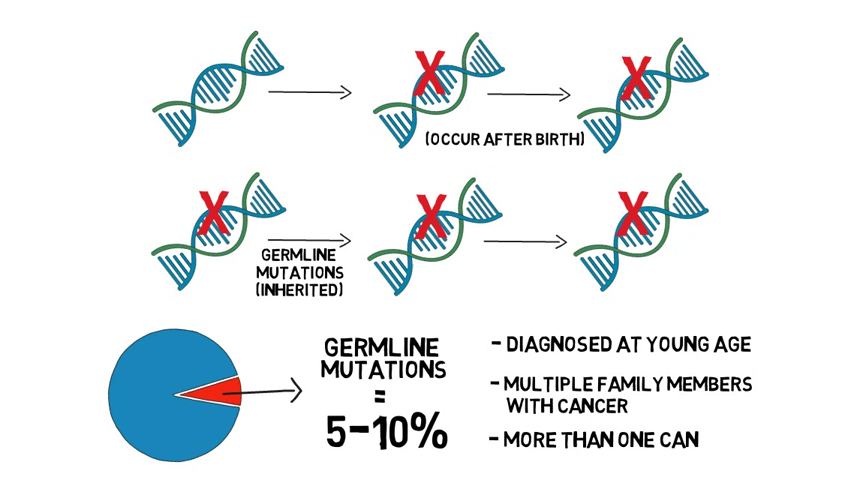 (OCCUR AFTER BIRTH)
GERMLINE
MUTATIONS
(INHERITED)
GERMLINE
MUTATIONS
=
5-10%
- DIAGNOSED AT YOUNG AGE
- MULTIPLE FAMILY MEMBERS
WITH CANCER
- MORE THAN ONE CAN